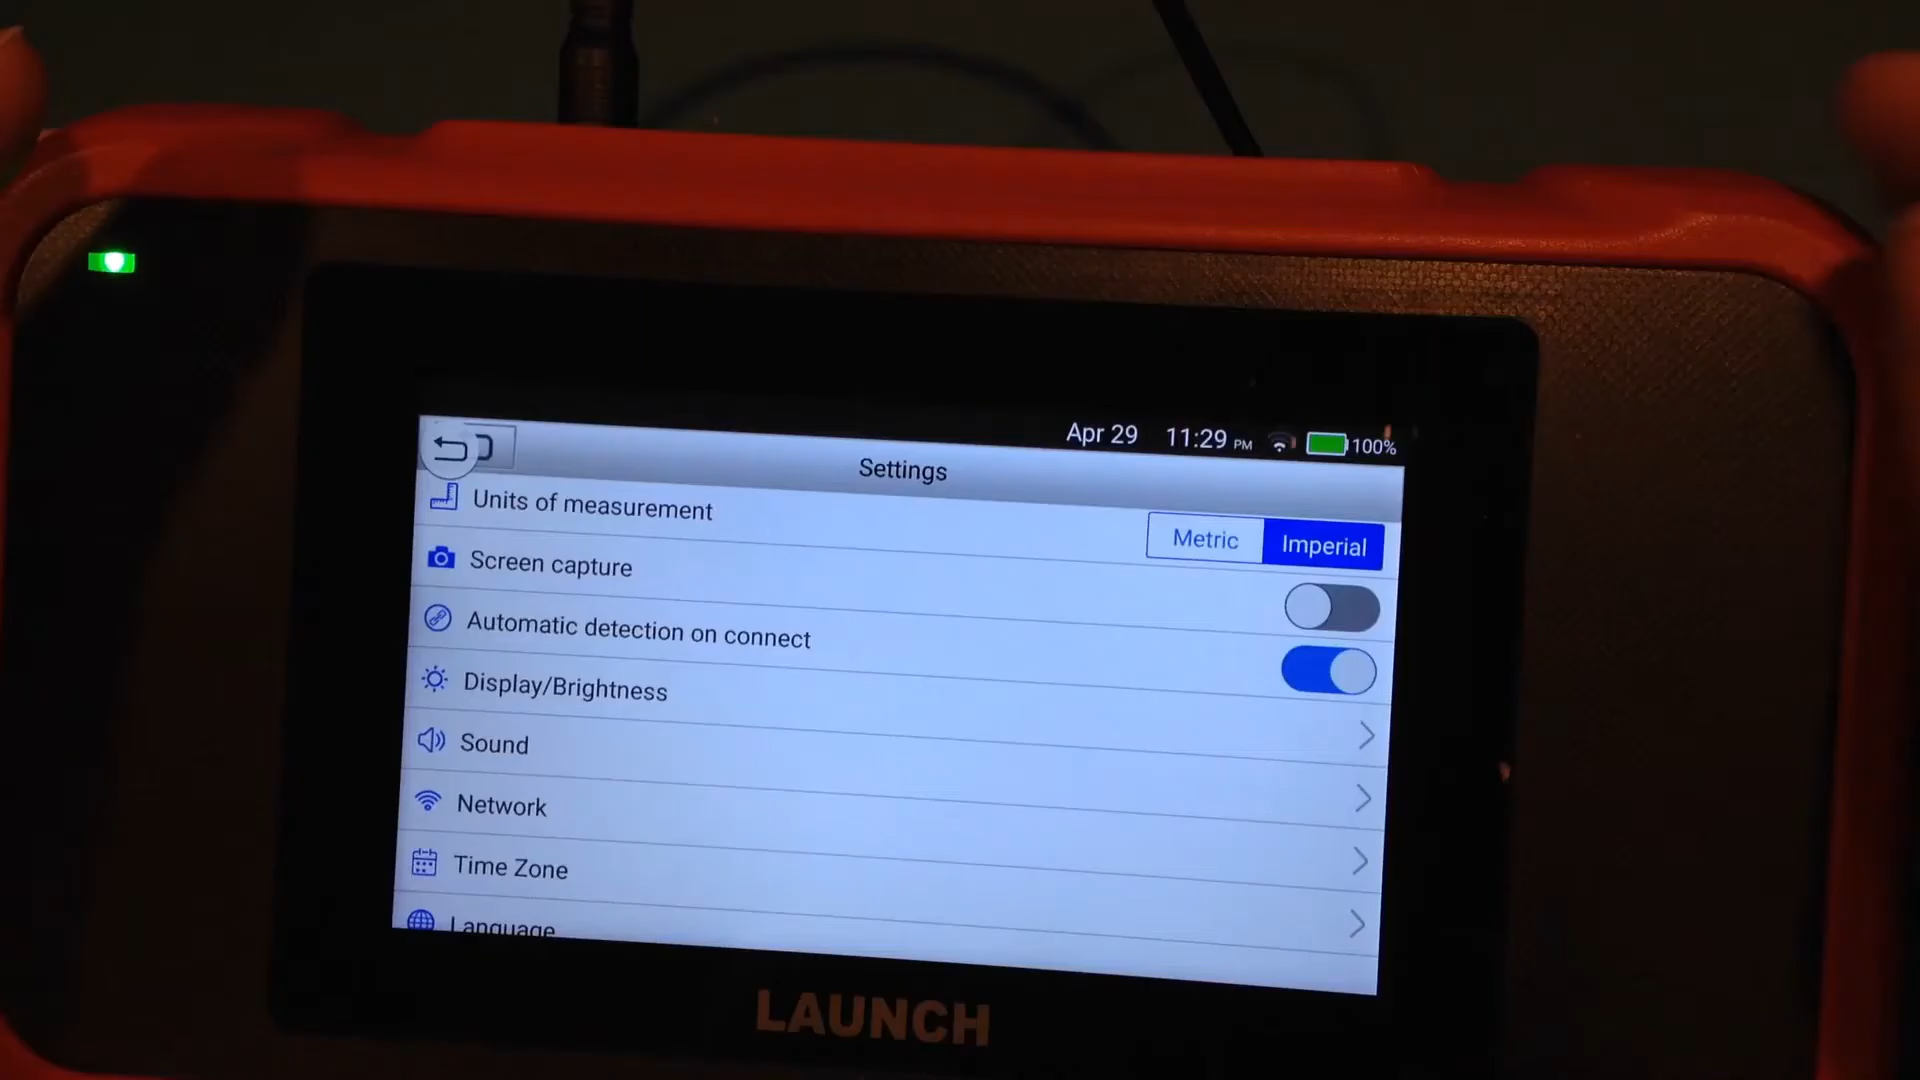 Apr 29 11:29 PM 100%
Settings
Units of measurement
Metric Imperial
Screen capture
Automatic detection on connect
Display/Brightness
Sound
Network
Time Zone
Language
LAUNCH